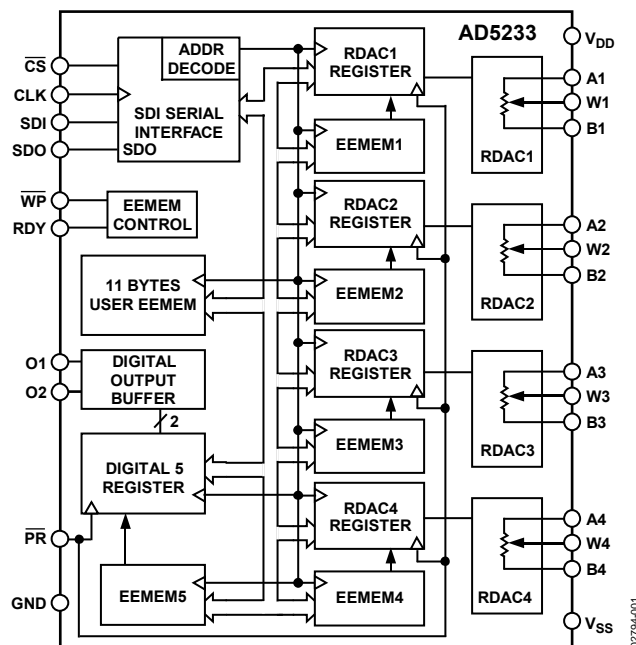 AD5233
CS
CLK
SDI
SDO
ADDR
DECODE
SDI SERIAL
INTERFACE
SDO
WP
RDY
EEMEM
CONTROL
11 BYTES
USER EEMEM
O1
O2
DIGITAL
OUTPUT
BUFFER
2
DIGITAL 5
REGISTER
PR
EEMEM5
GND
RDAC1
REGISTER
EEMEM1
RDAC2
REGISTER
EEMEM2
RDAC3
REGISTER
EEMEM3
RDAC4
REGISTER
EEMEM4
RDAC1
RDAC2
RDAC3
RDAC4
VDD
A1
W1
B1
A2
W2
B2
A3
W3
B3
A4
W4
B4
VSS
02794-001